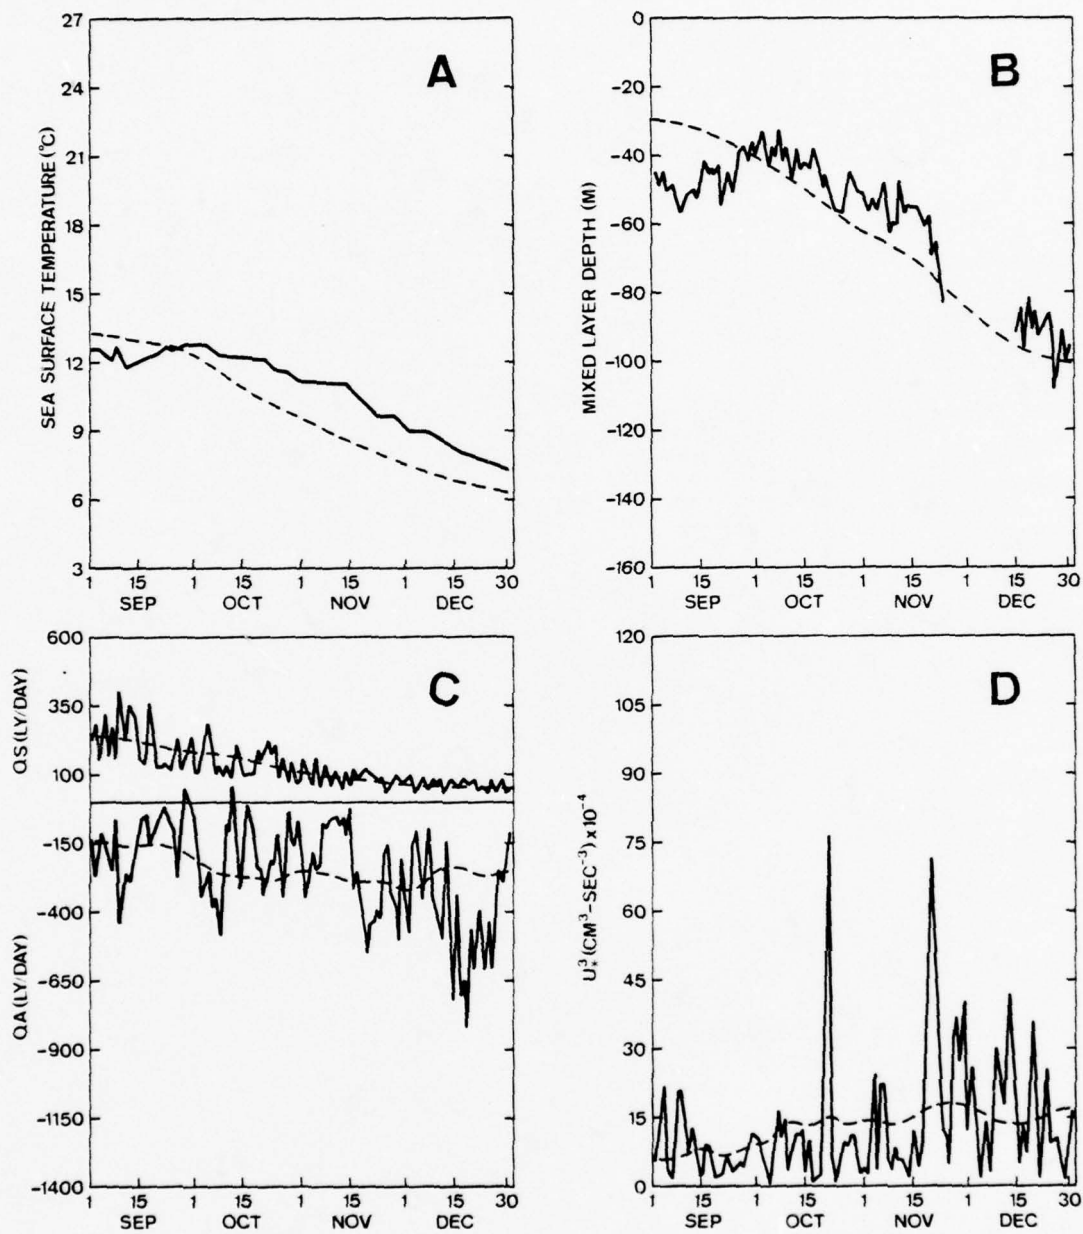 A
27
24
21
18
15
12
9
6
3
SEA SURFACE TEMPERATURE (°C)
1 15 1 15 1 15 1 15 30
SEP OCT NOV DEC
B
0
-20
-40
-60
-80
-100
-120
-140
-160
MIXED LAYER DEPTH (M)
1 15 1 15 1 15 1 15 30
SEP OCT NOV DEC
C
600
350
100
-150
-400
-650
-900
-1150
-1400
QS (LY/DAY)
QA (LY/DAY)
1 15 1 15 1 15 1 15 30
SEP OCT NOV DEC
D
120
105
90
75
60
45
30
15
0
U*³ (CM³-SEC⁻³) x10⁻⁴
1 15 1 15 1 15 1 15 30
SEP OCT NOV DEC